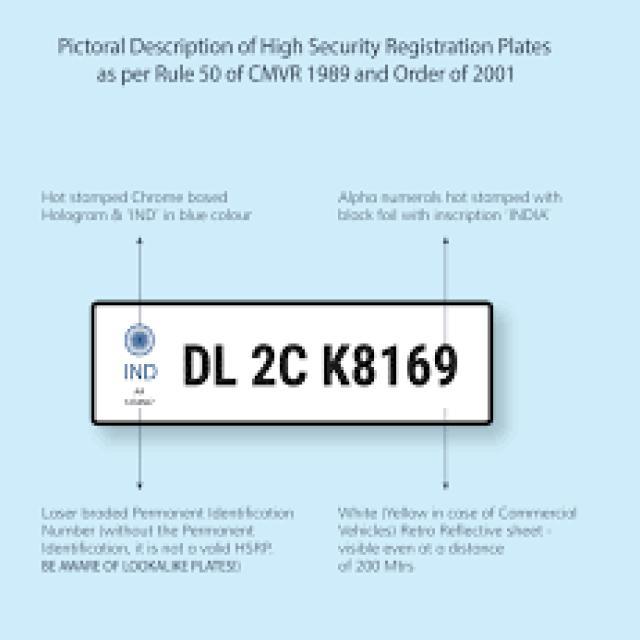 Pictoral Description of High Security Registration Plates
as per Rule 50 of CMVR 1989 and Order of 2001
Hot stamped Chrome based
Hologram & 'IND' in blue colour
Alpha numerals hot stamped with
black foil with inscription 'INDIA'
IND
DL 2C K8169
Laser braded Permanent Identification
Number (without the Permanent
Identification, it is not a valid HSRP.
BE AWARE OF LOOKALIKE PLATES!)
White (Yellow in case of Commercial
Vehicles) Retro Reflective sheet -
visible even at a distance
of 200 Mtrs